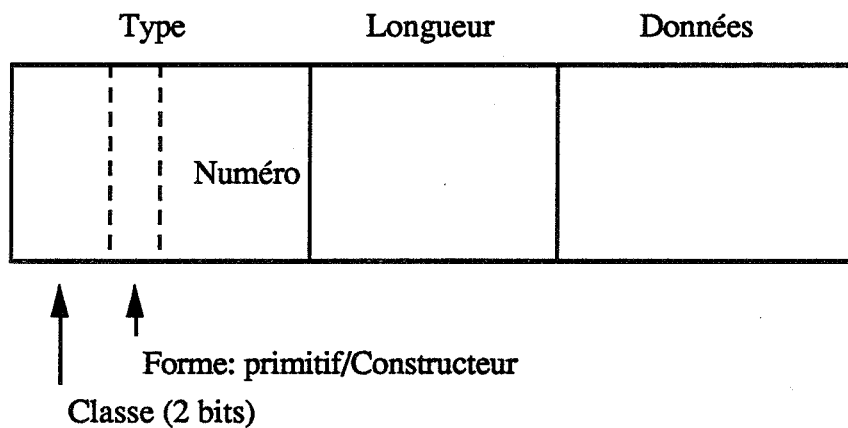 Type Longueur Données
Numéro
Forme: primitif/Constructeur
Classe (2 bits)